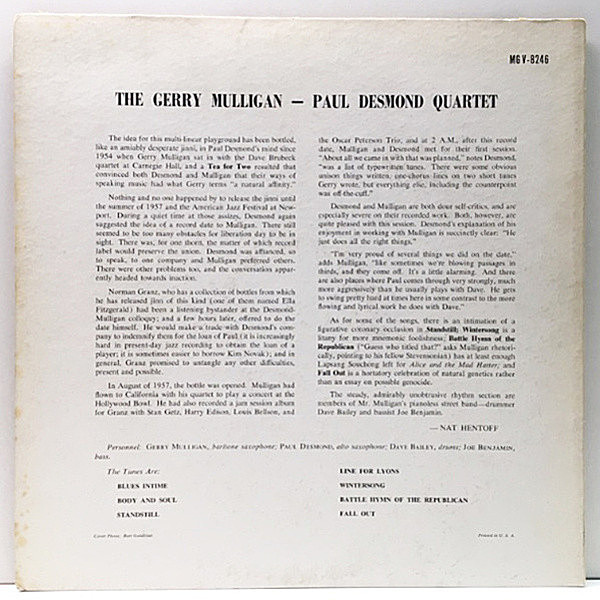 MG V-8246
THE GERRY MULLIGAN — PAUL DESMOND QUARTET
The idea for this multi-linear playground has been bottled,
like an amiably desperate jinni, in Paul Desmond's mind since
1954 when Gerry Mulligan sat in with the Dave Brubeck
quartet at Carnegie Hall, and a Tea for Two resulted that
convinced both Desmond and Mulligan that their ways of
speaking music had what Gerry terms "a natural affinity."
Nothing and no one happened by to release the jinni until
the summer of 1957 and the American Jazz Festival at New-
port. During a quiet time at those assizes, Desmond again
suggested the idea of a record date to Mulligan. There still
seemed to be too many obstacles for liberation day to be in
sight. There was, for one thorn, the matter of which record
label would preserve the union. Desmond was affianced, so
to speak, to one company and Mulligan preferred others.
There were other problems too, and the conversation appar-
ently headed towards inaction.
Norman Granz, who has a collection of bottles from which
he has released jinn of this kind (one of them named Ella
Fitzgerald) had been a listening bystander at the Desmond-
Mulligan colloquy; and a few hours later, offered to do the
date himself. He would make a trade with Desmond's com-
pany to indemnify them for the loan of Paul (it is increasingly
hard in present-day jazz recording to obtain the loan of a
player; it is sometimes easier to borrow Kim Novak); and in
general, Granz promised to untangle any other difficulties,
present and possible.
In August of 1957, the bottle was opened. Mulligan had
flown to California with his quartet to play a concert at the
Hollywood Bowl. He had also recorded a jam session album
for Granz with Stan Getz, Harry Edison, Louis Bellson, and
the Oscar Peterson Trio, and at 2 A.M., after this record
date, Mulligan and Desmond met for their first session.
"About all we came in with that was planned," notes Desmond,
"was a list of typewritten tunes. There were some obvious
unison things written, one-chorus lines on two short tunes
Gerry wrote, but everything else, including the counterpoint
was off-the-cuff."
Desmond and Mulligan are both dour self-critics, and are
especially severe on their recorded work. Both, however, are
quite pleased with this session. Desmond's explanation of his
enjoyment in working with Mulligan is succinctly clear: "He
just does all the right things."
"I'm very proud of several things we did on the date,"
adds Mulligan, "like sometimes we're blowing passages in
thirds, and they come off. It's a little alarming. And there
are also places where Paul comes through very strongly, much
more aggressively than he usually plays with Dave. He gets
to swing pretty hard at times here in some contrast to the more
flowing and lyrical work he does with Dave."
As for some of the songs, there is an intimation of a
figurative coronary occlusion in Standstill; Wintersong is a
litany for more mnemonic foolishness; Battle Hymn of the
Republican ("Guess who titled that?" asks Mulligan rhetori-
cally, pointing to his fellow Stevensonian) has at least enough
Lapsang Souchong left for Alice and the Mad Hatter; and
Fall Out is a hortatory celebration of natural genetics rather
than an essay on possible genocide.
The steady, admirably unobtrusive rhythm section are
members of Mr. Mulligan's pianoless street band—drummer
Dave Bailey and bassist Joe Benjamin.
— NAT HENTOFF
Personnel: GERRY MULLIGAN, baritone saxophone; PAUL DESMOND, alto saxophone; DAVE BAILEY, drums; JOE BENJAMIN,
bass.
The Tunes Are:
BLUES INTIME
BODY AND SOUL
STANDSTILL
LINE FOR LYONS
WINTERSONG
BATTLE HYMN OF THE REPUBLICAN
FALL OUT
Cover Photo, Burt Goldblatt
Printed in U. S. A.